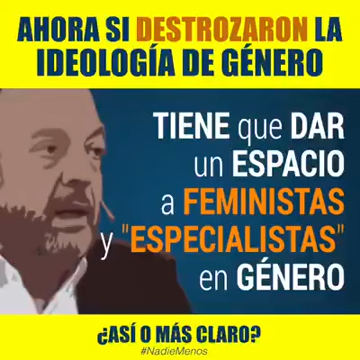 AHORA SI DESTROZARON LA
IDEOLOGÍA DE GÉNERO
TIENE que DAR
un ESPACIO
a FEMINISTAS
y "ESPECIALISTAS"
en GÉNERO
¿ASÍ O MÁS CLARO?
#NadieMenos